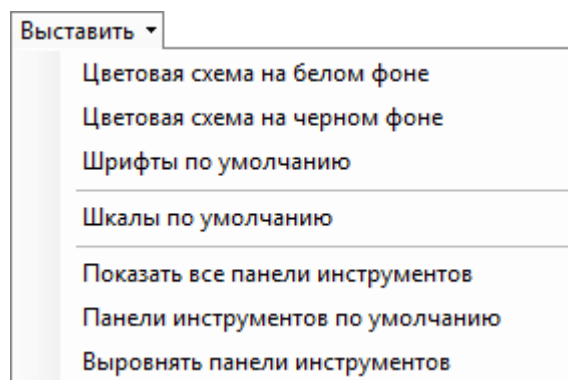 Выставить
Цветовая схема на белом фоне
Цветовая схема на черном фоне
Шрифты по умолчанию
Шкалы по умолчанию
Показать все панели инструментов
Панели инструментов по умолчанию
Выровнять панели инструментов